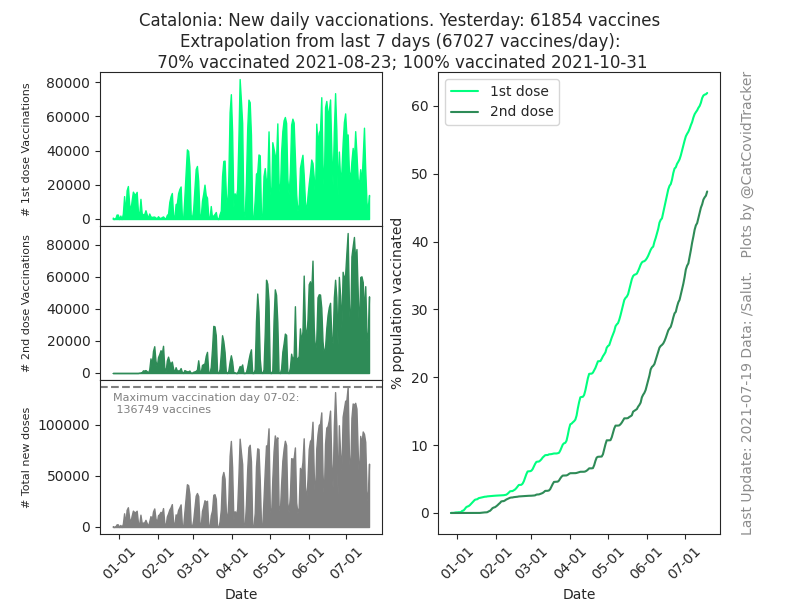 Catalonia: New daily vaccionations. Yesterday: 61854 vaccines
Extrapolation from last 7 days (67027 vaccines/day):
70% vaccinated 2021-08-23; 100% vaccinated 2021-10-31
# 1st dose Vaccinations
80000
60000
40000
20000
0
# 2nd dose Vaccinations
80000
60000
40000
20000
0
# Total new doses
100000
50000
0
Maximum vaccination day 07-02:
136749 vaccines
01-01
02-01
03-01
04-01
05-01
06-01
07-01
Date
% population vaccinated
60
50
40
30
20
10
0
1st dose
2nd dose
01-01
02-01
03-01
04-01
05-01
06-01
07-01
Date
Last Update: 2021-07-19 Data: /Salut. Plots by @CatCovidTracker